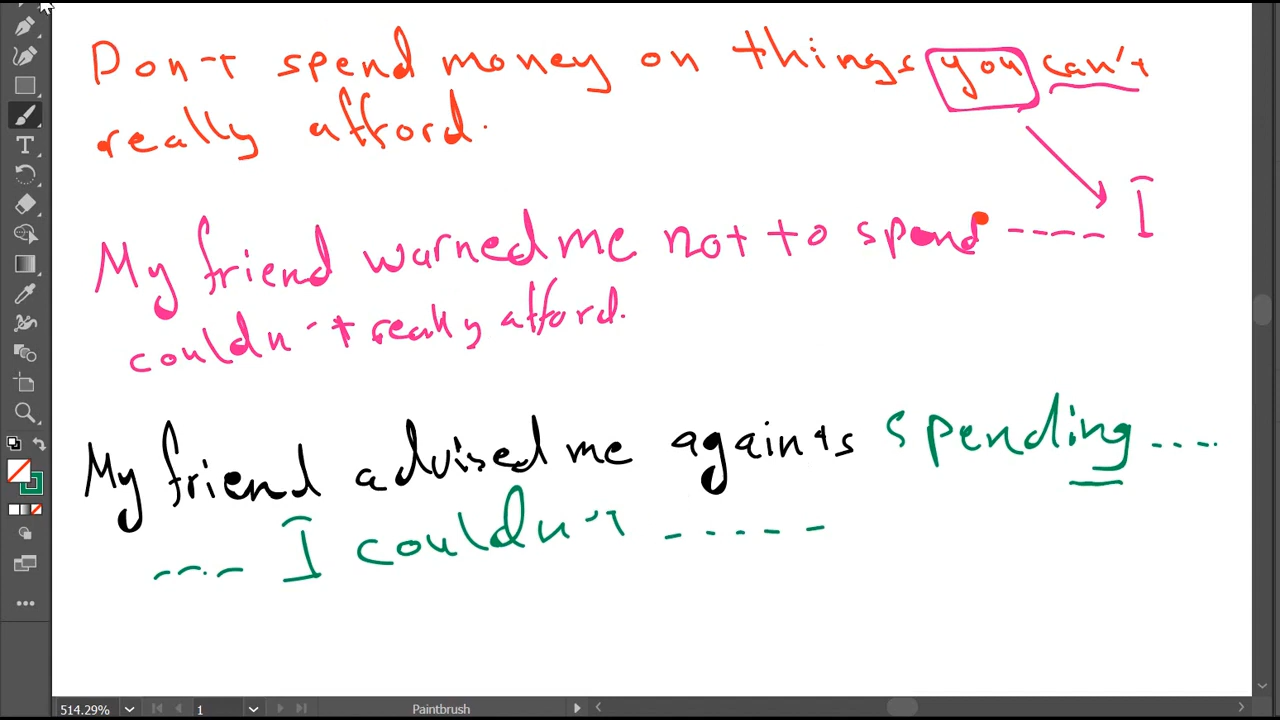 Don't spend money on things you can't
really afford.
My friend warned me not to spend ---- I
couldn't really afford.
My friend advised me againts spending ....
.... I couldn't -----
514.29% 1 Paintbrush